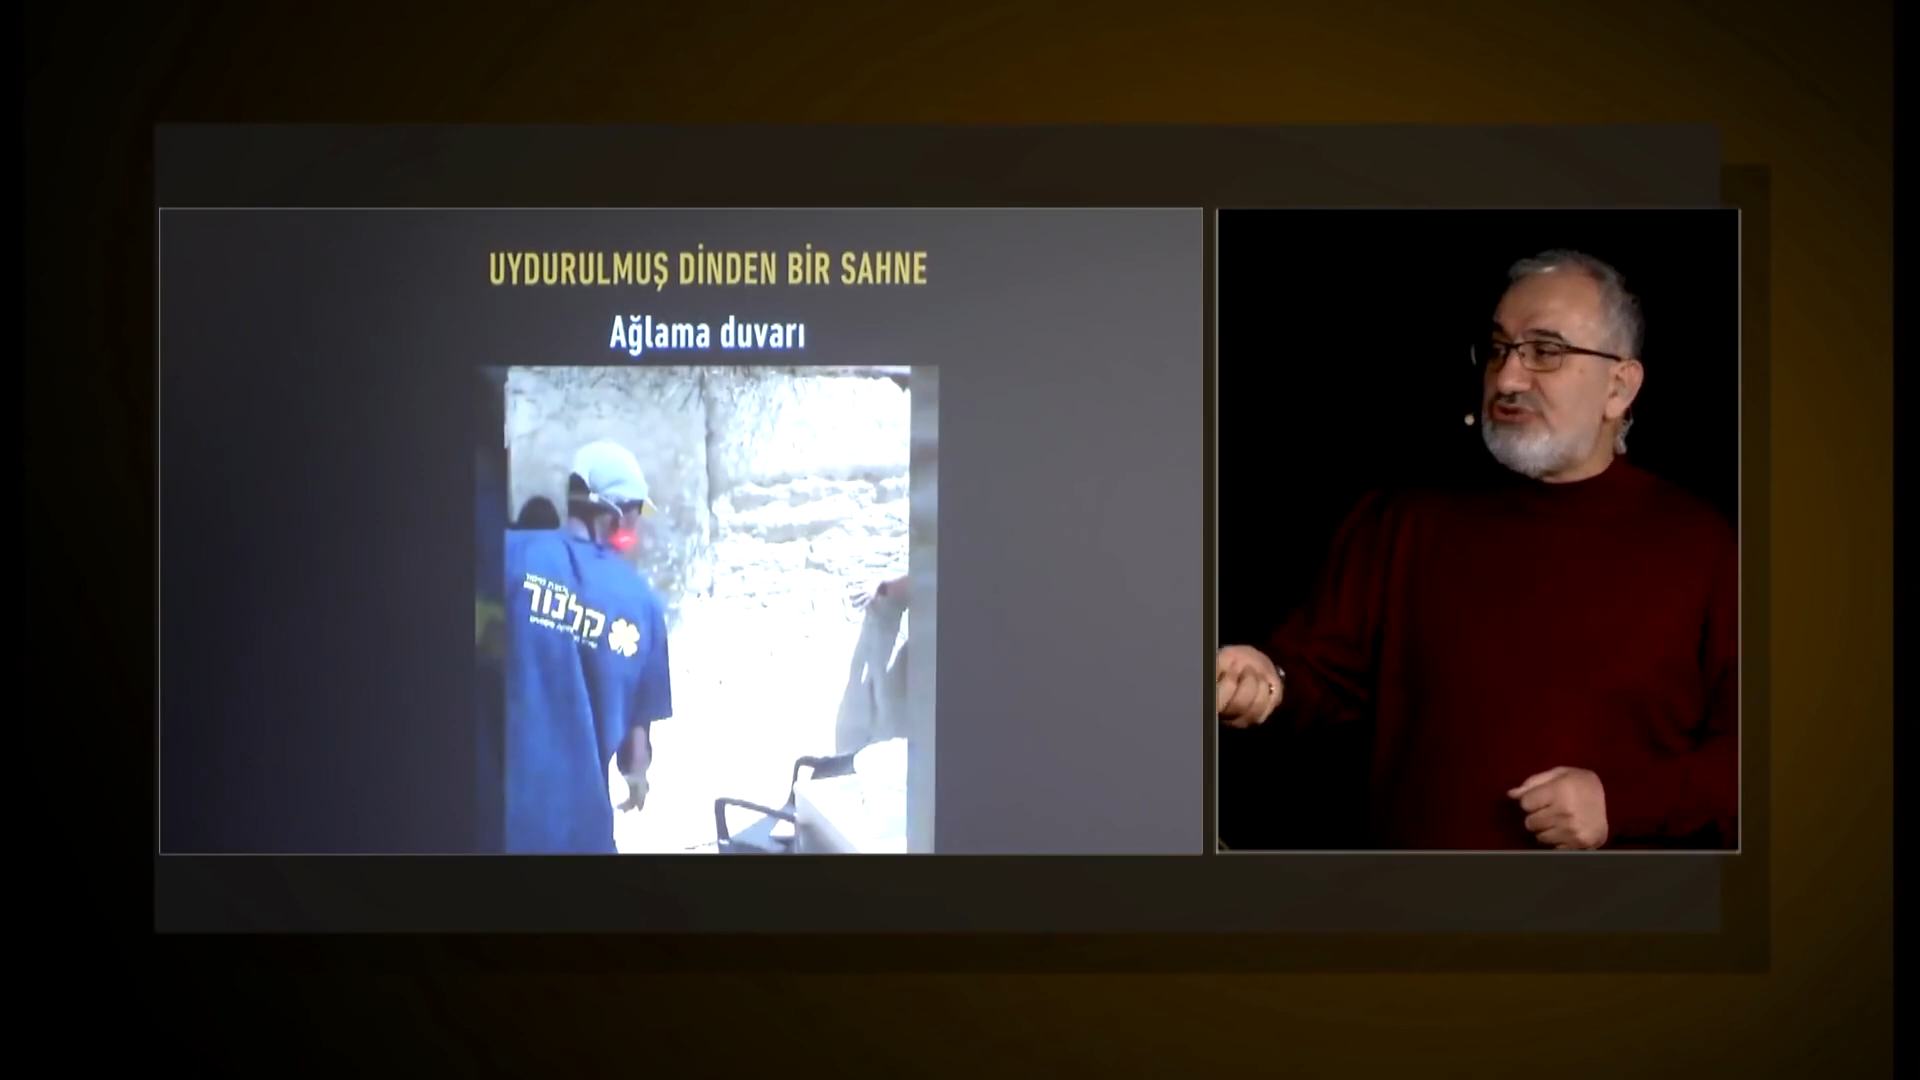 UYDURULMUŞ DİNDEN BİR SAHNE
Ağlama duvarı
קלנור